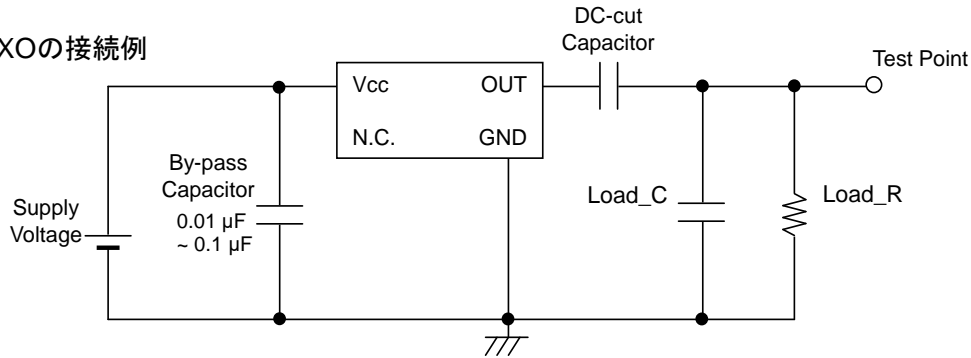 XOの接続例
DC-cut
Capacitor
Test Point
Vcc
OUT
N.C.
GND
By-pass
Capacitor
0.01 µF
~ 0.1 µF
Supply
Voltage
Load_C
Load_R